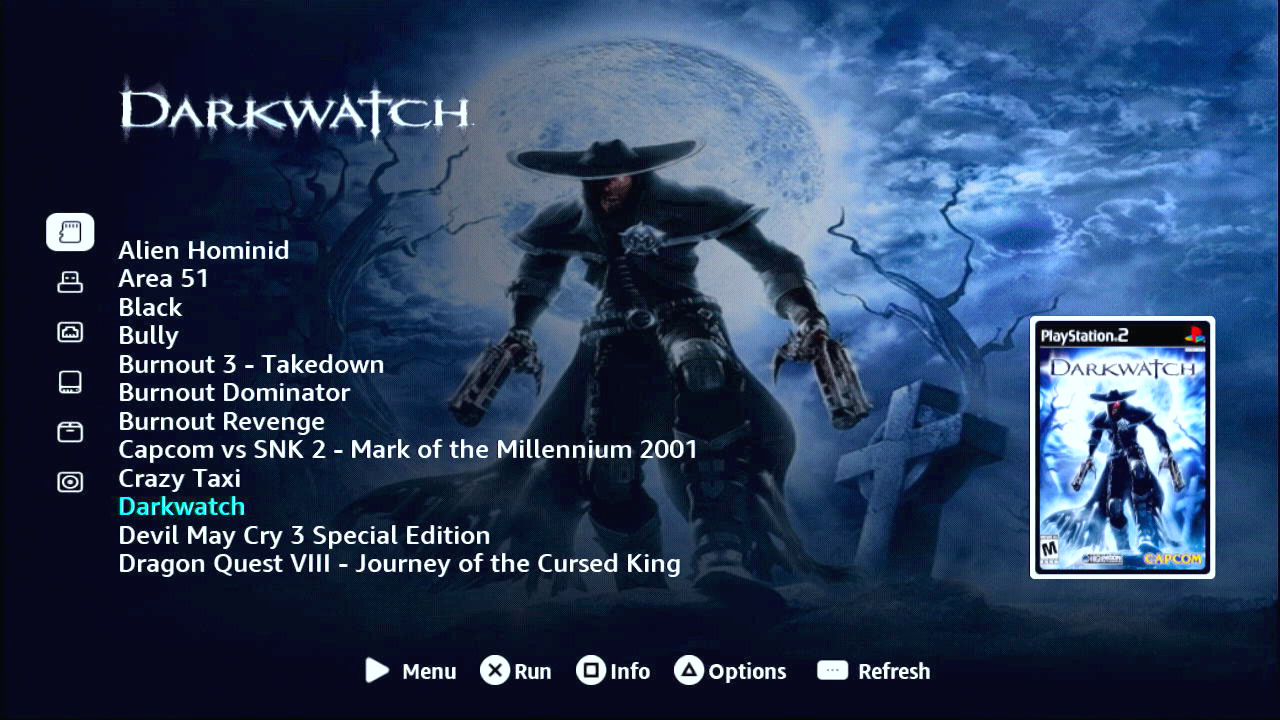 DARKWATCH
Alien Hominid
Area 51
Black
Bully
Burnout 3 - Takedown
Burnout Dominator
Burnout Revenge
Capcom vs SNK 2 - Mark of the Millennium 2001
Crazy Taxi
Darkwatch
Devil May Cry 3 Special Edition
Dragon Quest VIII - Journey of the Cursed King
PlayStation.2
DARKWATCH
M
CAPCOM
Menu Run Info Options Refresh